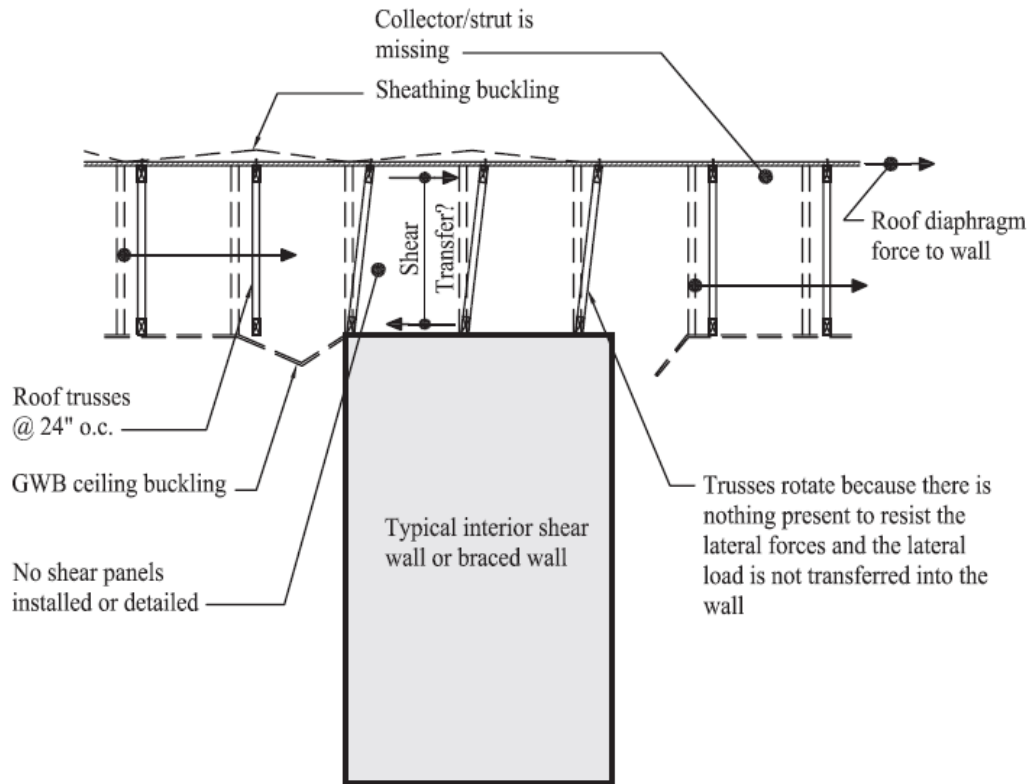 Collector/strut is
missing
Sheathing buckling
Shear
Transfer?
Roof diaphragm
force to wall
Roof trusses
@ 24" o.c.
GWB ceiling buckling
No shear panels
installed or detailed
Typical interior shear
wall or braced wall
Trusses rotate because there is
nothing present to resist the
lateral forces and the lateral
load is not transferred into the
wall